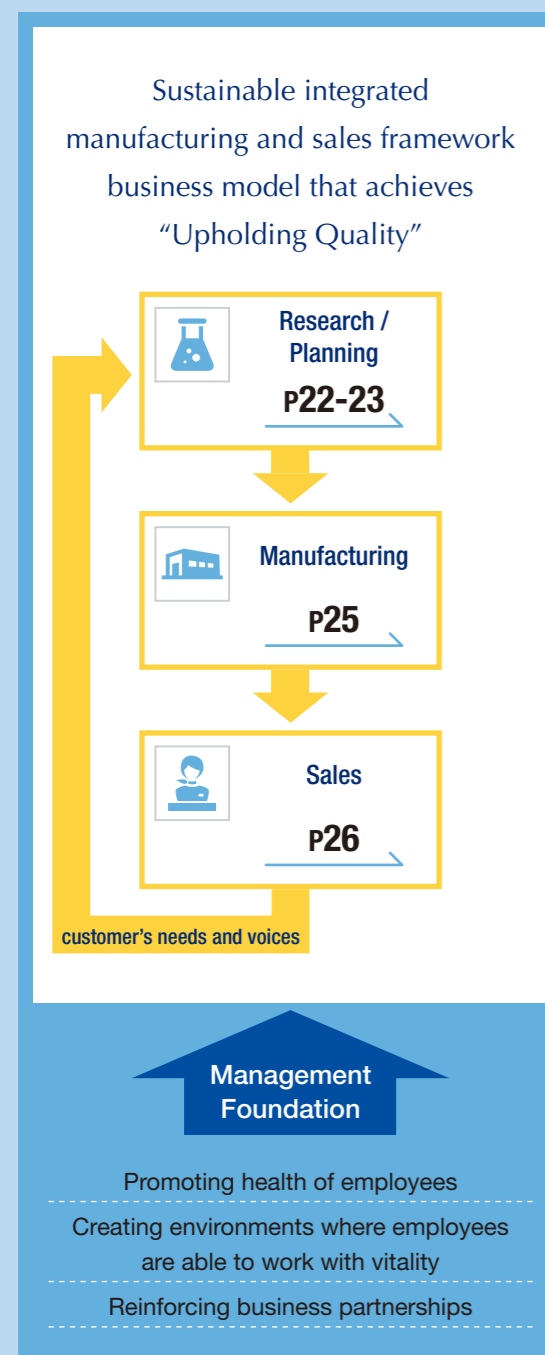 Sustainable integrated
manufacturing and sales framework
business model that achieves
“Upholding Quality”
Research /
Planning
P22-23
Manufacturing
P25
Sales
P26
customer’s needs and voices
Management
Foundation
Promoting health of employees
Creating environments where employees
are able to work with vitality
Reinforcing business partnerships